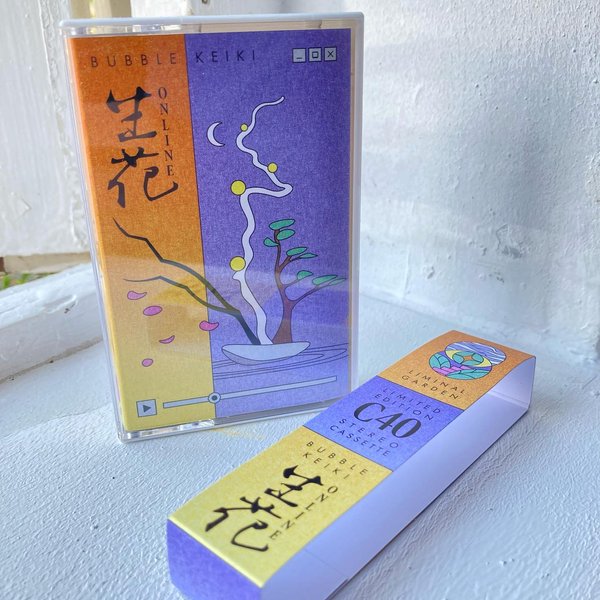 BUBBLE KEIKI
生花
ONLINE
LIMINAL
GARDEN
LIMITED
EDITION
C40
STEREO
CASSETTE
BUBBLE
KEIKI
生花
ONLINE